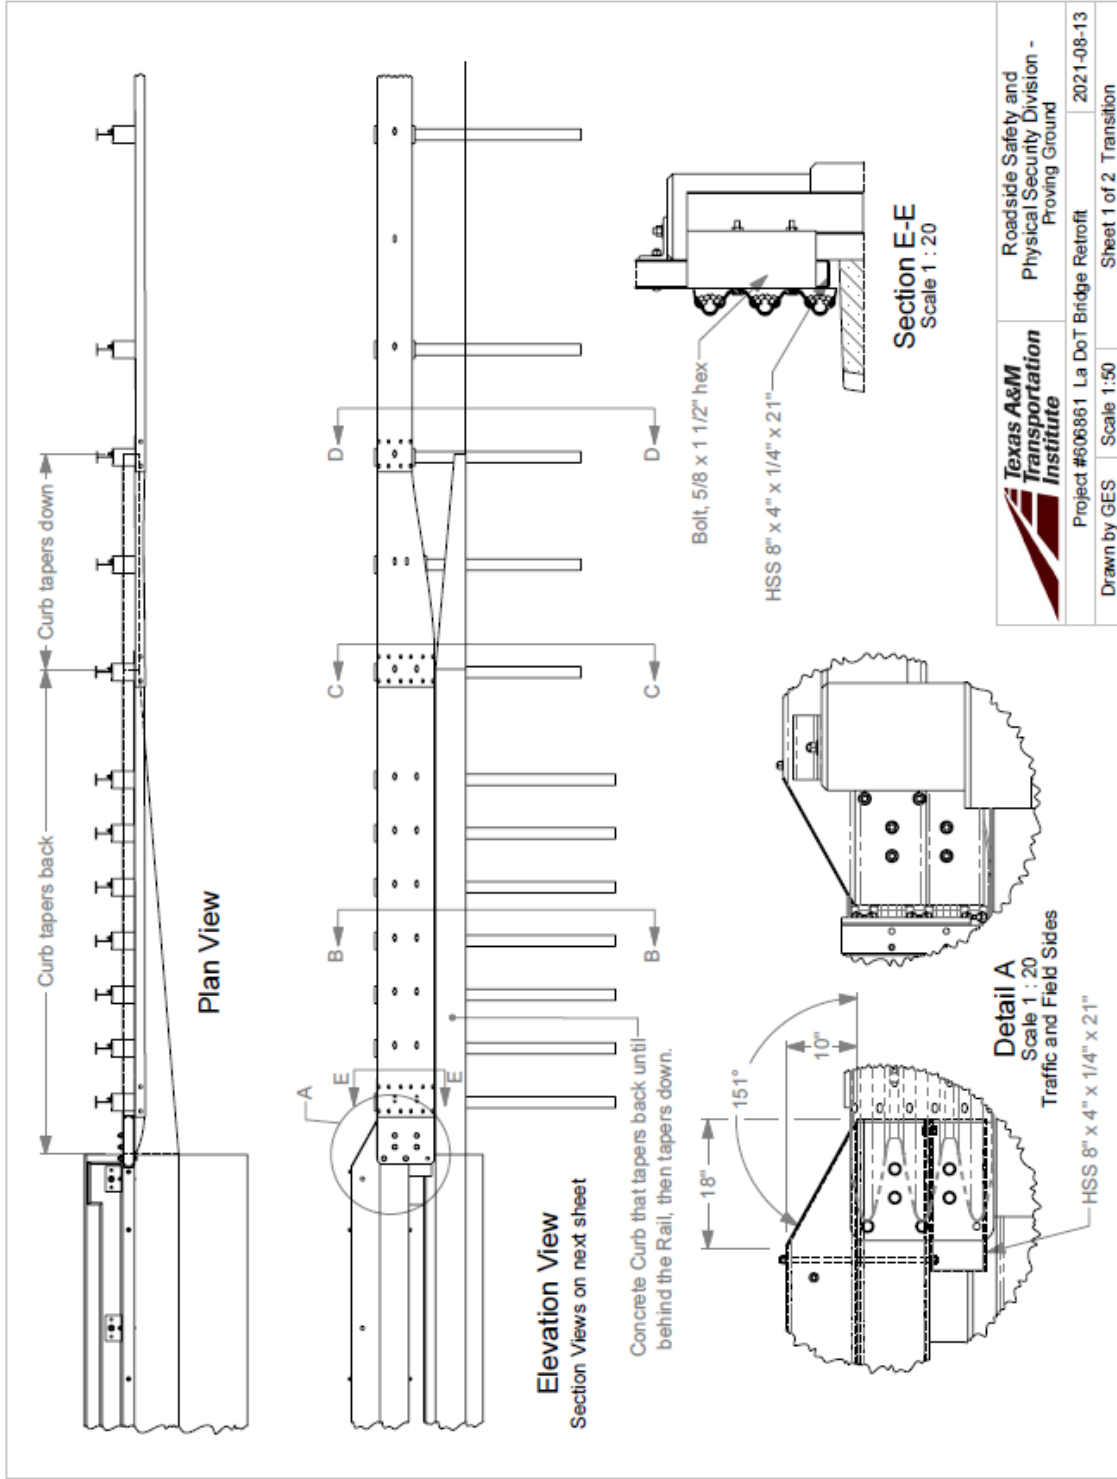 Curb tapers back
Curb tapers down
Plan View
A
E
E
B
B
C
C
D
D
Elevation View
Section Views on next sheet
Concrete Curb that tapers back until
behind the Rail, then tapers down.
Bolt, 5/8 x 1 1/2" hex
HSS 8" x 4" x 1/4" x 21"
Section E-E
Scale 1 : 20
18"
151°
10"
HSS 8" x 4" x 1/4" x 21"
Detail A
Scale 1 : 20
Traffic and Field Sides
Texas A&M
Transportation
Institute
Roadside Safety and
Physical Security Division -
Proving Ground
Project #606861 La DoT Bridge Retrofit
2021-08-13
Drawn by GES
Scale 1:50
Sheet 1 of 2 Transition